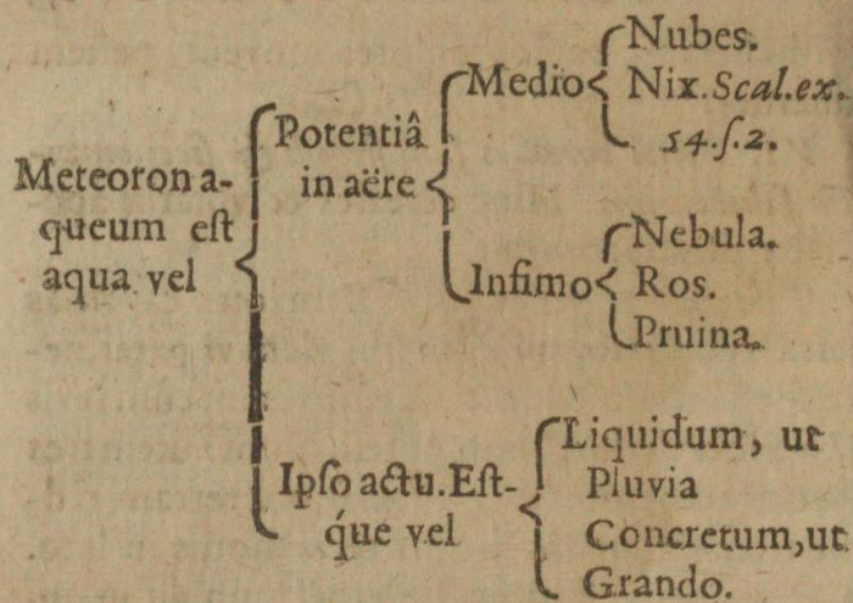 Meteoron a-
queum eſt
aqua vel
Potentiâ
in aëre
Medio
Nubes.
Nix. Scal. ex.
54. ſ. 2.
Infimo
Nebula.
Ros.
Pruina.
Ipſo actu. Eſt-
q́ue vel
Liquidum, ut
Pluvia
Concretum, ut
Grando.